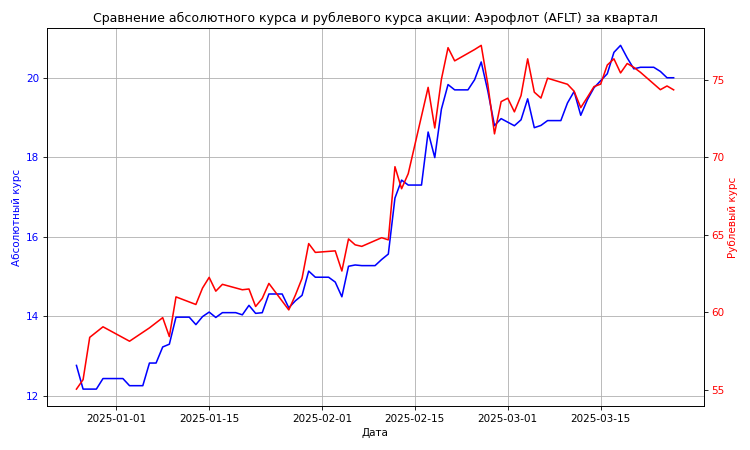 Сравнение абсолютного курса и рублевого курса акции: Аэрофлот (AFLT) за квартал
Абсолютный курс
20
18
16
14
12
75
70
65
60
55
Рублевый курс
2025-01-01 2025-01-15 2025-02-01 2025-02-15 2025-03-01 2025-03-15
Дата